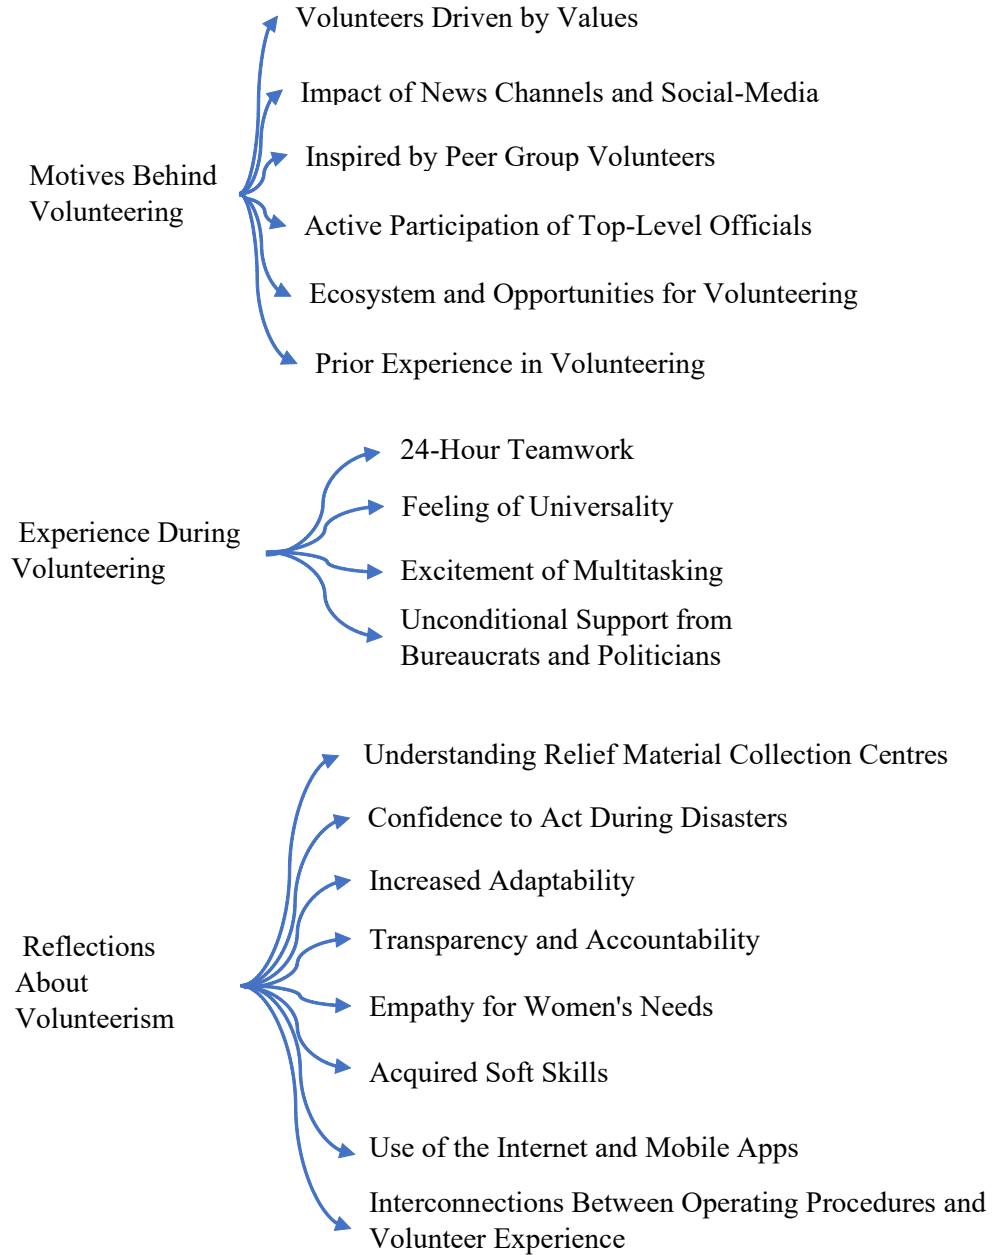 Volunteers Driven by Values
Impact of News Channels and Social-Media
Inspired by Peer Group Volunteers
Motives Behind
Volunteering
Active Participation of Top-Level Officials
Ecosystem and Opportunities for Volunteering
Prior Experience in Volunteering
24-Hour Teamwork
Feeling of Universality
Experience During
Volunteering
Excitement of Multitasking
Unconditional Support from
Bureaucrats and Politicians
Understanding Relief Material Collection Centres
Confidence to Act During Disasters
Increased Adaptability
Transparency and Accountability
Reflections
About
Volunteerism
Empathy for Women's Needs
Acquired Soft Skills
Use of the Internet and Mobile Apps
Interconnections Between Operating Procedures and
Volunteer Experience